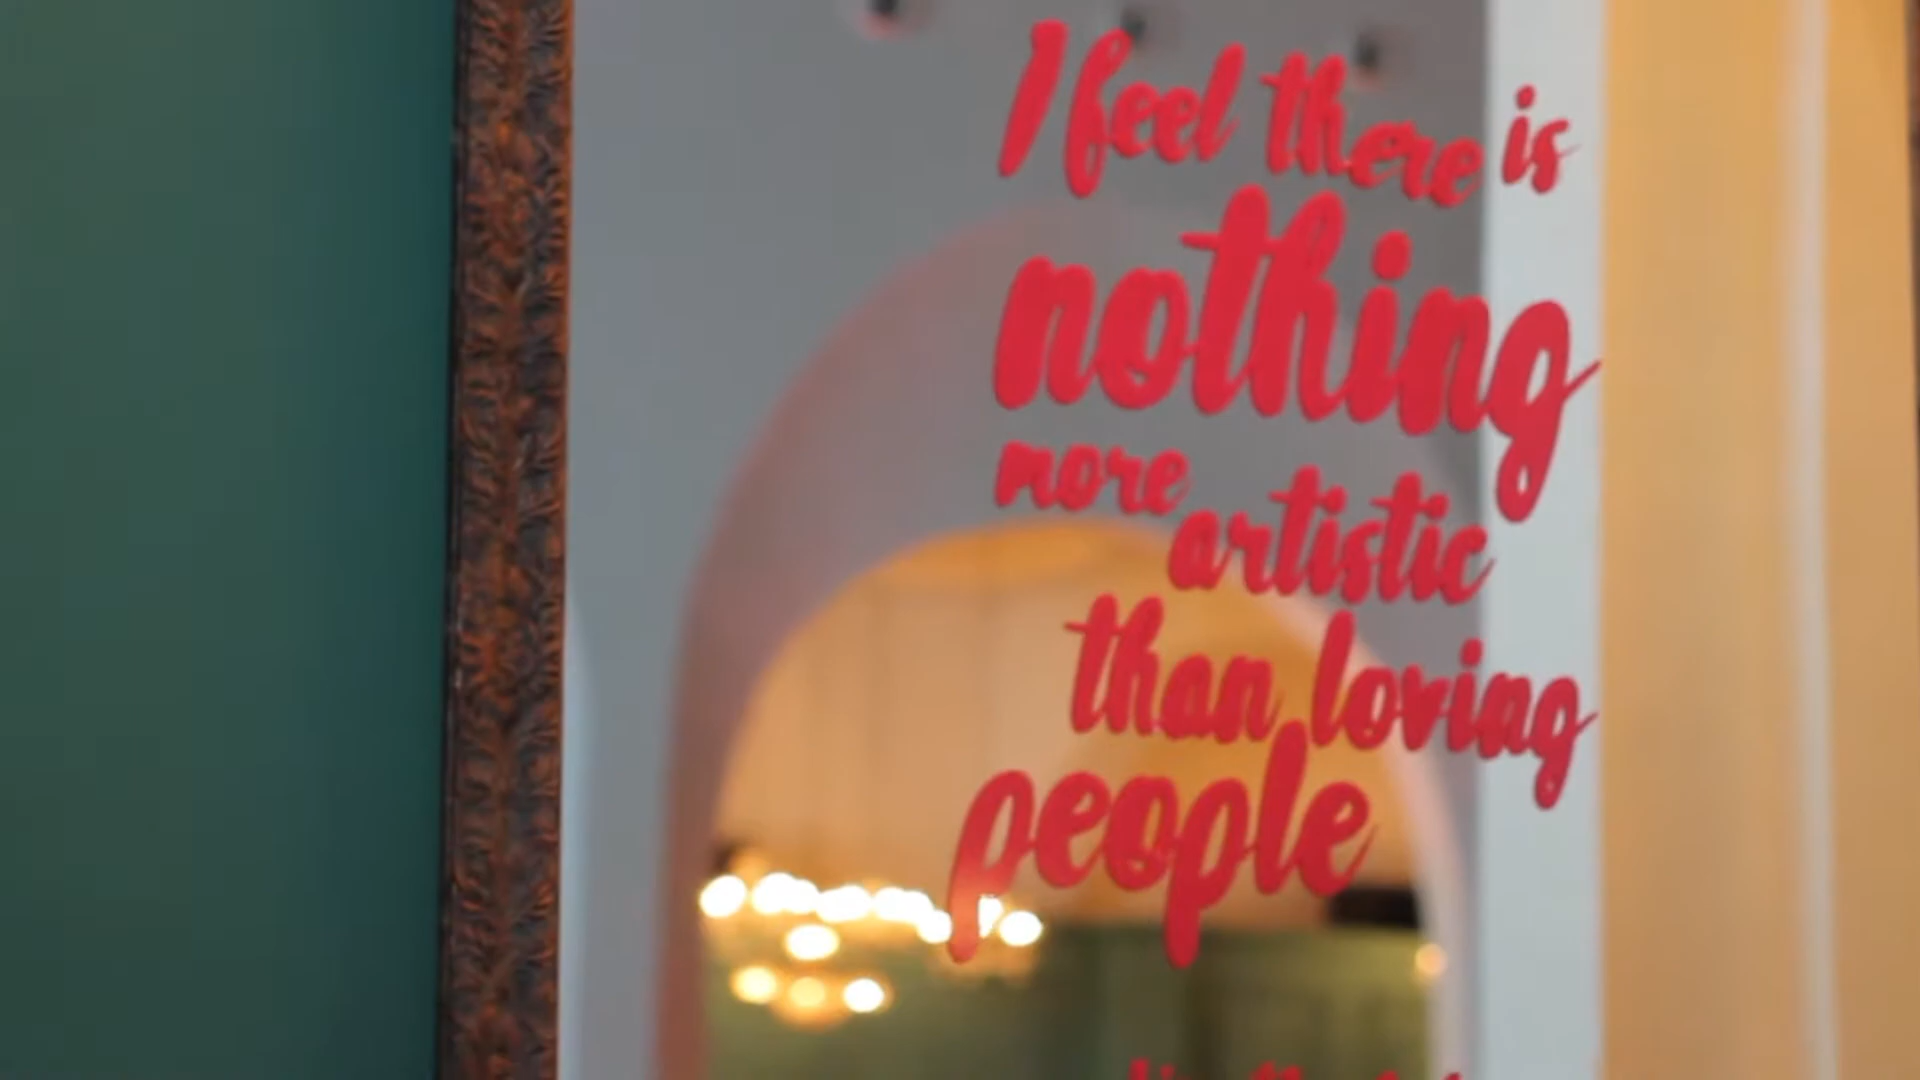 I feel there is
nothing
more
artistic
than loving
people